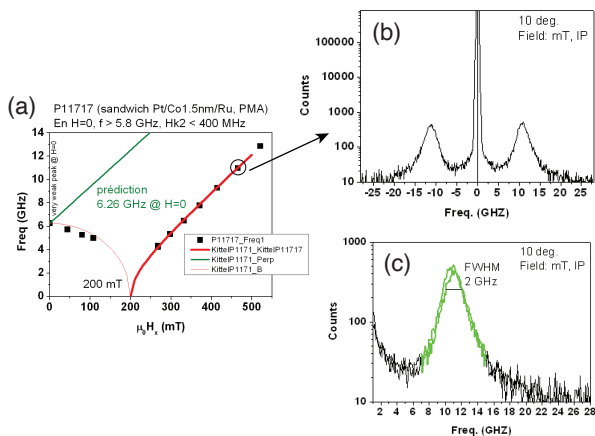 (a)
P11717 (sandwich Pt/Co1.5nm/Ru, PMA)
En H=0, f > 5.8 GHz, Hk2 < 400 MHz
Freq (GHz)
14
12
10
8
6
4
2
0
very weak peak @ H=0
prédiction
6.26 GHz @ H=0
200 mT
P11717_Freq1
KittelP1171_KittelP11717
KittelP1171_Perp
KittelP1171_B
0 100 200 300 400 500
μ0Hx (mT)
(b)
10 deg.
Field: mT, IP
Counts
100000
10000
1000
100
10
-25 -20 -15 -10 -5 0 5 10 15 20 25
Freq. (GHZ)
(c)
10 deg.
Field: mT, IP
FWHM
2 GHz
Counts
1000
100
10
2 4 6 8 10 12 14 16 18 20 22 24 26 28
Freq. (GHZ)